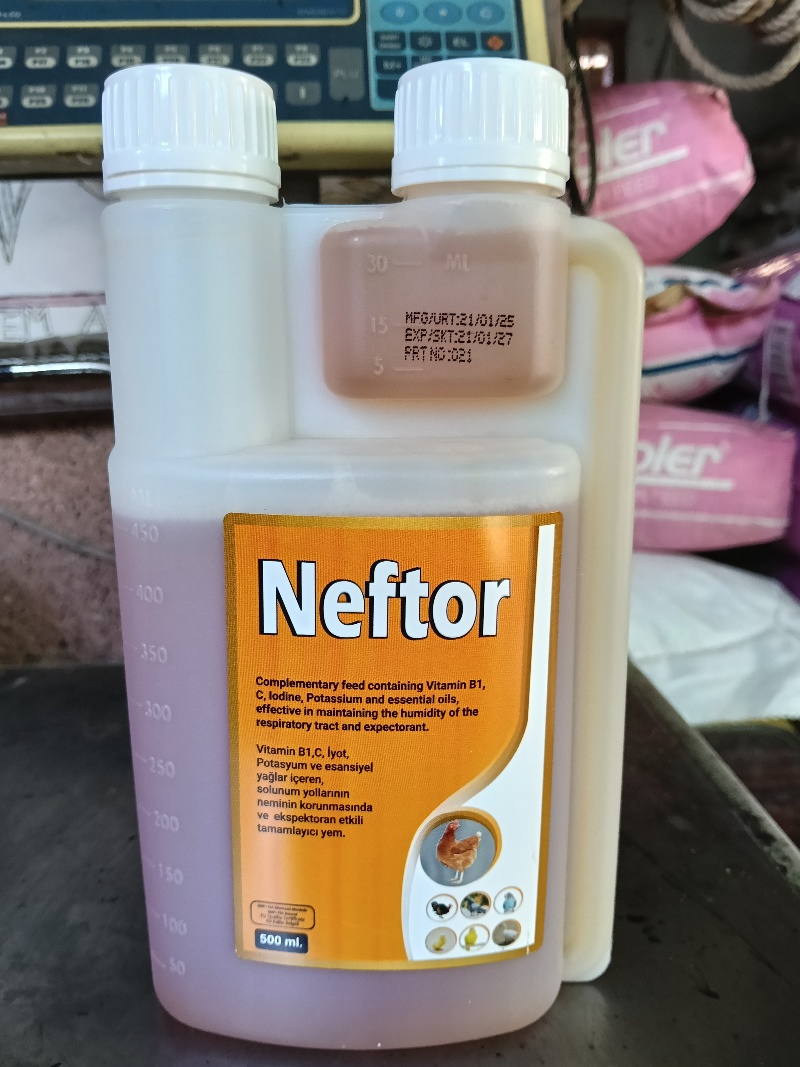 30 ML
15
5
MFG/URT:21/01/25
EXP/SKT:21/01/27
PRT NO:021
ML
450
400
350
300
250
200
150
100
50
Neftor
Complementary feed containing Vitamin B1,
C, Iodine, Potassium and essential oils,
effective in maintaining the humidity of the
respiratory tract and expectorant.
Vitamin B1,C, İyot,
Potasyum ve esansiyel
yağlar içeren,
solunum yollarının
neminin korunmasında
ve ekspektoran etkili
tamamlayıcı yem.
500 ml.